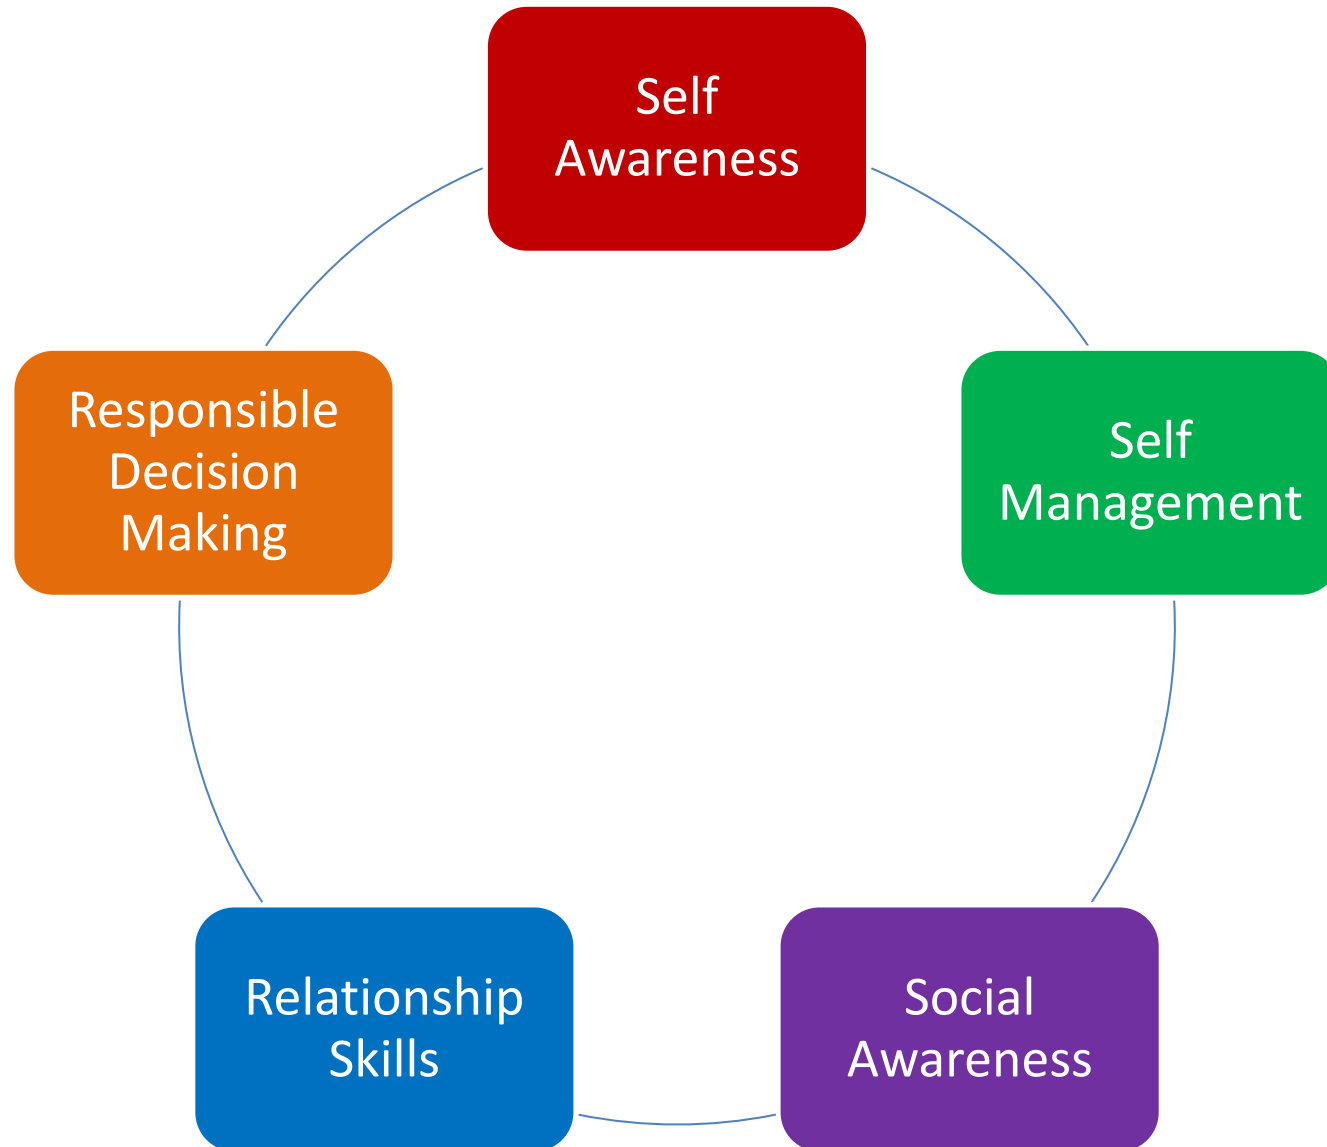 Self
Awareness
Self
Management
Social
Awareness
Relationship
Skills
Responsible
Decision
Making